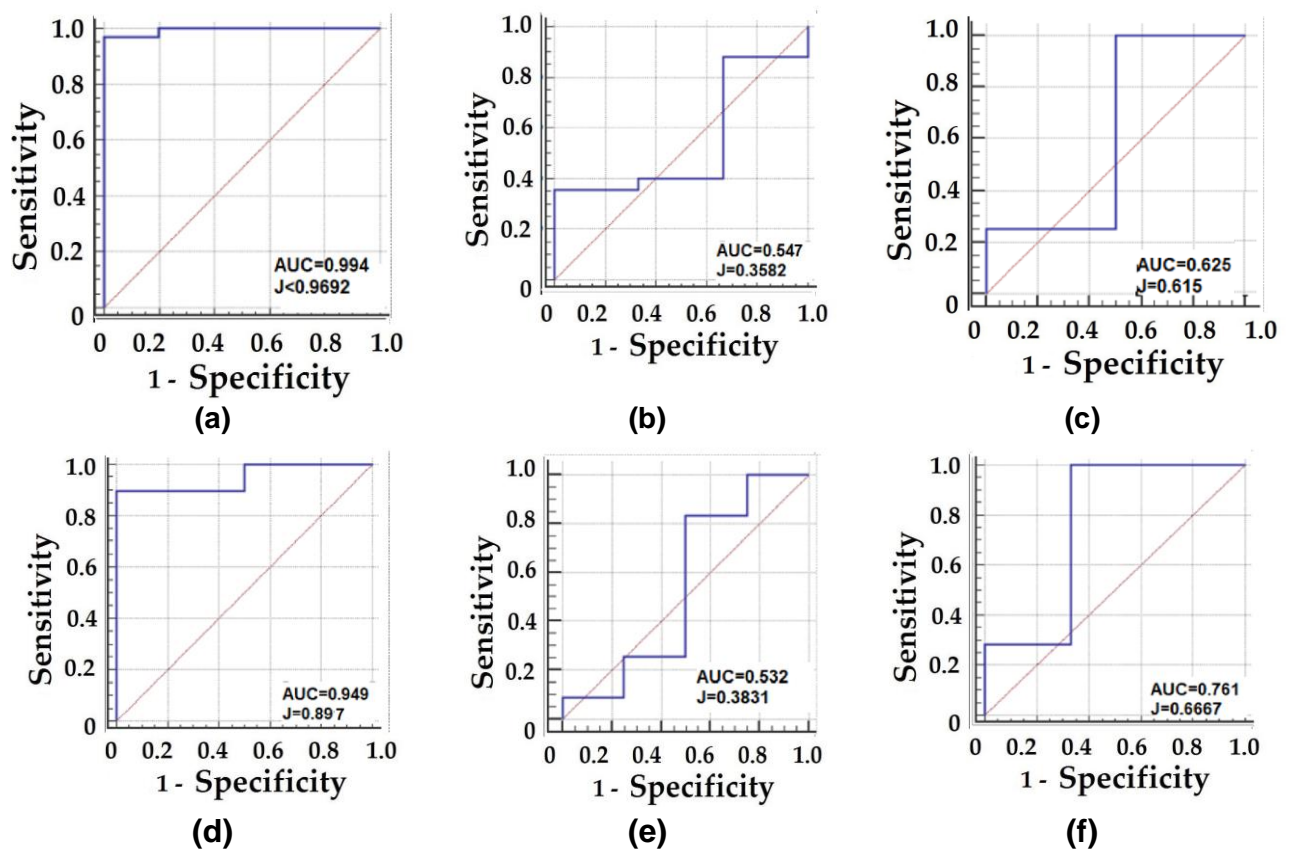 1.0
0.8
0.6
0.4
0.2
0
Sensitivity
AUC=0.994
J<0.9692
0 0.2 0.4 0.6 0.8 1.0
1 - Specificity
(a)
1.0
0.8
0.6
0.4
0.2
0
Sensitivity
AUC=0.547
J=0.3582
0 0.2 0.4 0.6 0.8 1.0
1 - Specificity
(b)
1.0
0.8
0.6
0.4
0.2
0
Sensitivity
AUC=0.625
J=0.615
0 0.2 0.4 0.6 0.8 1.0
1 - Specificity
(c)
1.0
0.8
0.6
0.4
0.2
0
Sensitivity
AUC=0.949
J=0.897
0 0.2 0.4 0.6 0.8 1.0
1 - Specificity
(d)
1.0
0.8
0.6
0.4
0.2
0
Sensitivity
AUC=0.532
J=0.3831
0 0.2 0.4 0.6 0.8 1.0
1 - Specificity
(e)
1.0
0.8
0.6
0.4
0.2
0
Sensitivity
AUC=0.761
J=0.6667
0 0.2 0.4 0.6 0.8 1.0
1 - Specificity
(f)